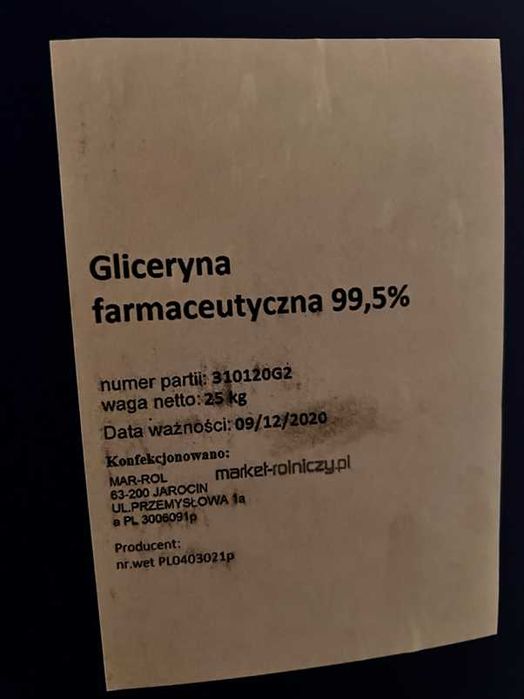 Gliceryna
farmaceutyczna 99,5%
numer partii: 310120G2
waga netto: 25 kg
Data ważności: 09/12/2020
Konfekcjonowano:
MAR-ROL
market-rolniczy.pl
63-200 JAROCIN
UL.PRZEMYSŁOWA 1a
a PL 3006091p
Producent:
nr.wet PL0403021p